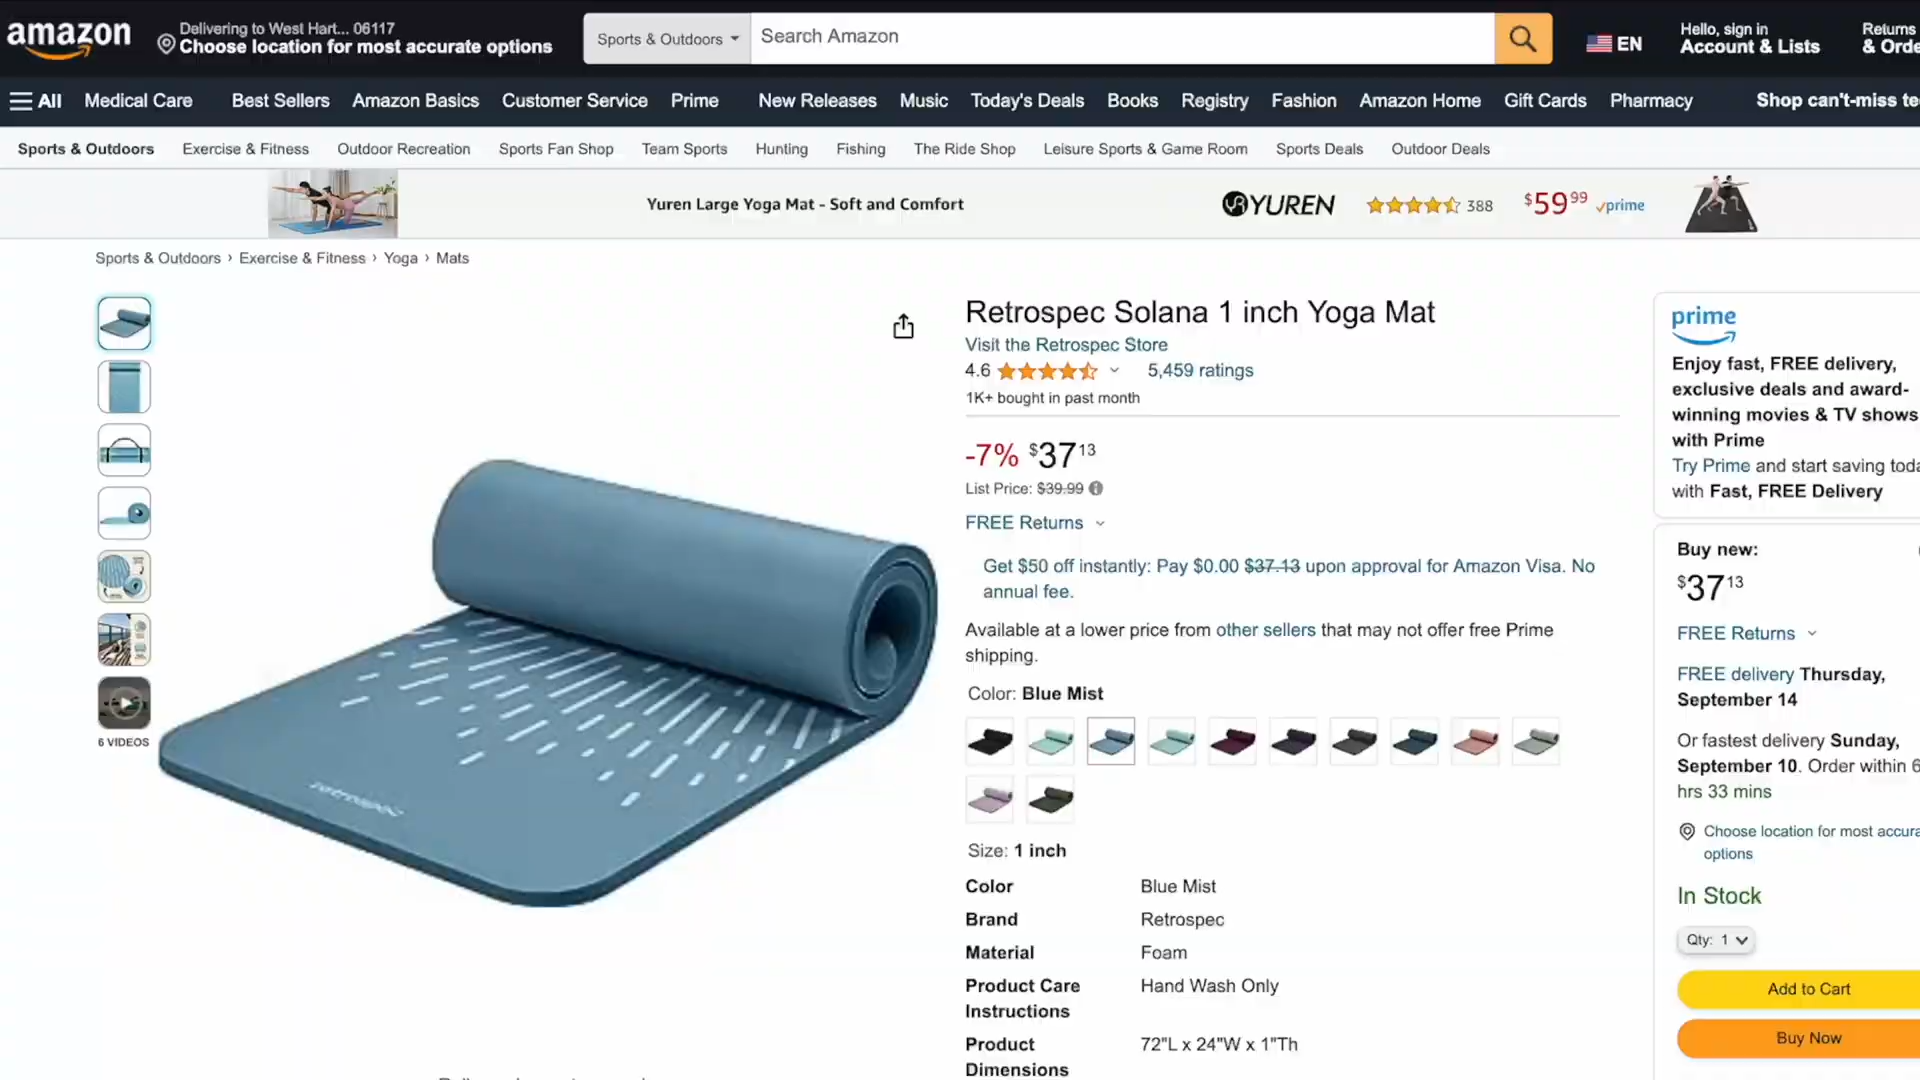 amazon
Delivering to West Hart... 06117
Choose location for most accurate options
Sports & Outdoors
Search Amazon
EN
Hello, sign in
Account & Lists
Returns
& Orde
All Medical Care Best Sellers Amazon Basics Customer Service Prime New Releases Music Today's Deals Books Registry Fashion Amazon Home Gift Cards Pharmacy Shop can't-miss te
Sports & Outdoors Exercise & Fitness Outdoor Recreation Sports Fan Shop Team Sports Hunting Fishing The Ride Shop Leisure Sports & Game Room Sports Deals Outdoor Deals
Yuren Large Yoga Mat - Soft and Comfort
YUREN
388
$59 99
prime
Sports & Outdoors › Exercise & Fitness › Yoga › Mats
6 VIDEOS
retrospec
Retrospec Solana 1 inch Yoga Mat
Visit the Retrospec Store
4.6 5,459 ratings
1K+ bought in past month
-7% $37 13
List Price: $39.99
FREE Returns
Get $50 off instantly: Pay $0.00 $37.13 upon approval for Amazon Visa. No
annual fee.
Available at a lower price from other sellers that may not offer free Prime
shipping.
Color: Blue Mist
Size: 1 inch
Color Blue Mist
Brand Retrospec
Material Foam
Product Care Hand Wash Only
Instructions
Product 72"L x 24"W x 1"Th
Dimensions
prime
Enjoy fast, FREE delivery,
exclusive deals and award-
winning movies & TV shows
with Prime
Try Prime and start saving toda
with Fast, FREE Delivery
Buy new:
$37 13
FREE Returns
FREE delivery Thursday,
September 14
Or fastest delivery Sunday,
September 10. Order within 6
hrs 33 mins
Choose location for most accura
options
In Stock
Qty: 1
Add to Cart
Buy Now